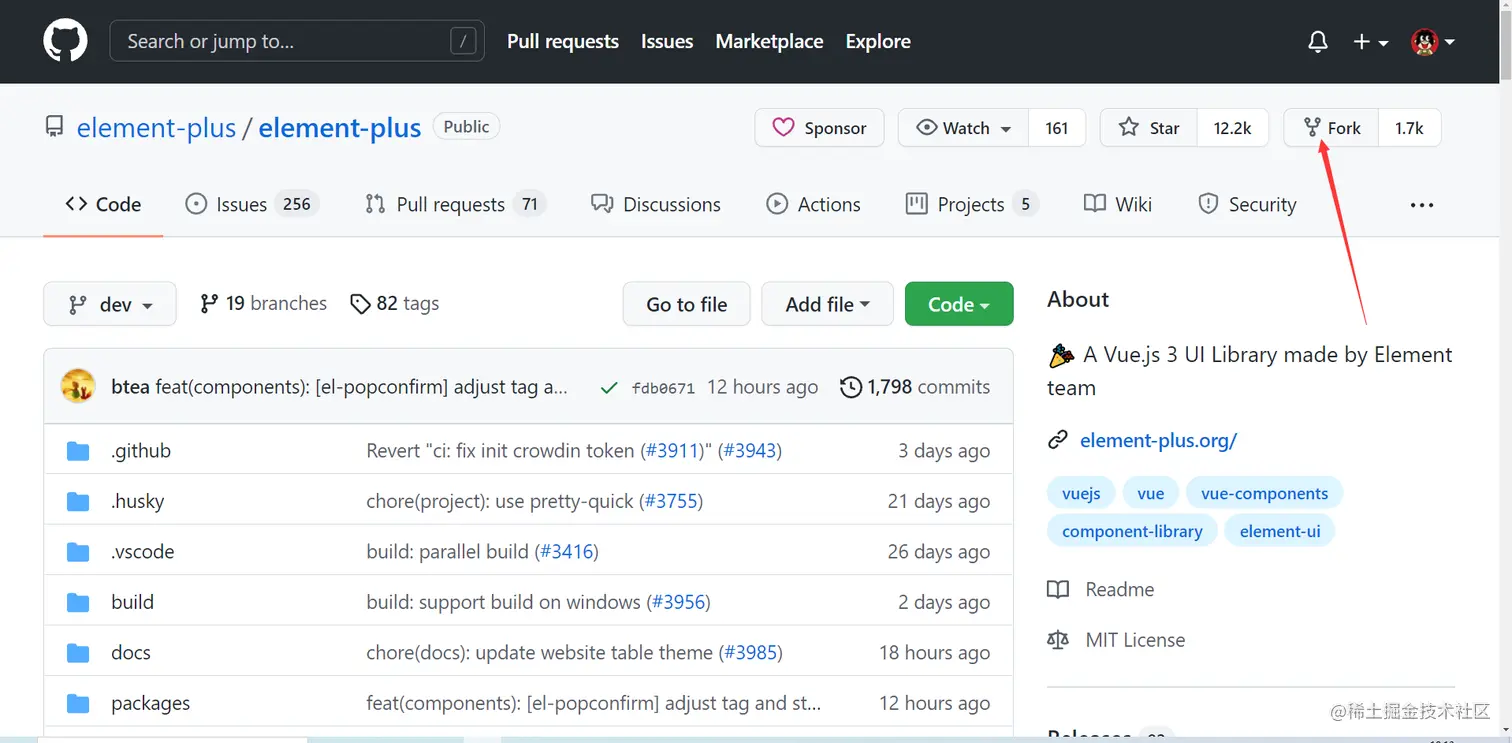 Search or jump to... / Pull requests Issues Marketplace Explore
element-plus / element-plus Public Sponsor Watch 161 Star 12.2k Fork 1.7k
Code Issues 256 Pull requests 71 Discussions Actions Projects 5 Wiki Security ...
dev 19 branches 82 tags Go to file Add file Code
btea feat(components): [el-popconfirm] adjust tag a... fdb0671 12 hours ago 1,798 commits
.github Revert "ci: fix init crowdin token (#3911)" (#3943) 3 days ago
.husky chore(project): use pretty-quick (#3755) 21 days ago
.vscode build: parallel build (#3416) 26 days ago
build build: support build on windows (#3956) 2 days ago
docs chore(docs): update website table theme (#3985) 18 hours ago
packages feat(components): [el-popconfirm] adjust tag and st... 12 hours ago
About
A Vue.js 3 UI Library made by Element
team
element-plus.org/
vuejs vue vue-components
component-library element-ui
Readme
MIT License
Releases
@稀土掘金技术社区